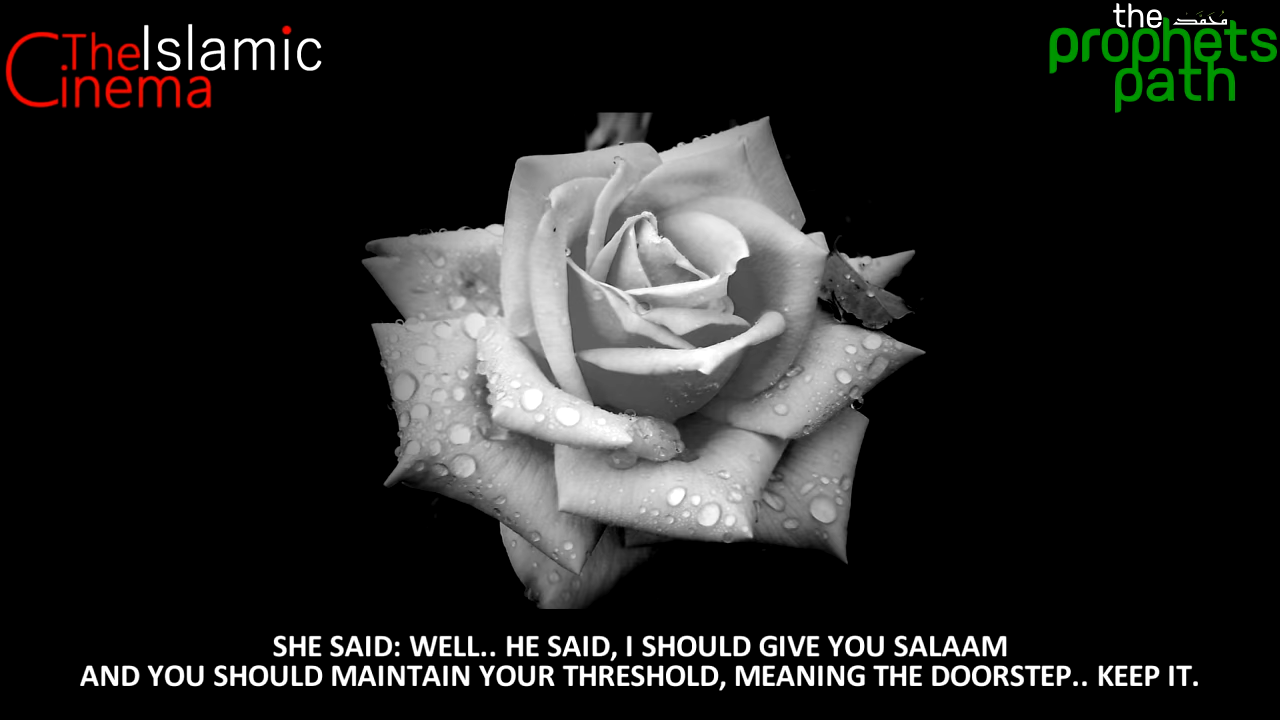 TheIslamic
Cinema
the محمد
prophets
path
SHE SAID: WELL.. HE SAID, I SHOULD GIVE YOU SALAAM
AND YOU SHOULD MAINTAIN YOUR THRESHOLD, MEANING THE DOORSTEP.. KEEP IT.